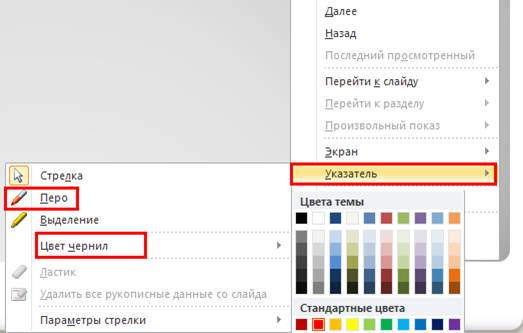 Далее
Назад
Последний просмотренный
Перейти к слайду
Перейти к разделу
Произвольный показ
Экран
Указатель
Стрелка
Перо
Выделение
Цвет чернил
Ластик
Удалить все рукописные данные со слайда
Параметры стрелки
Цвета темы
Стандартные цвета